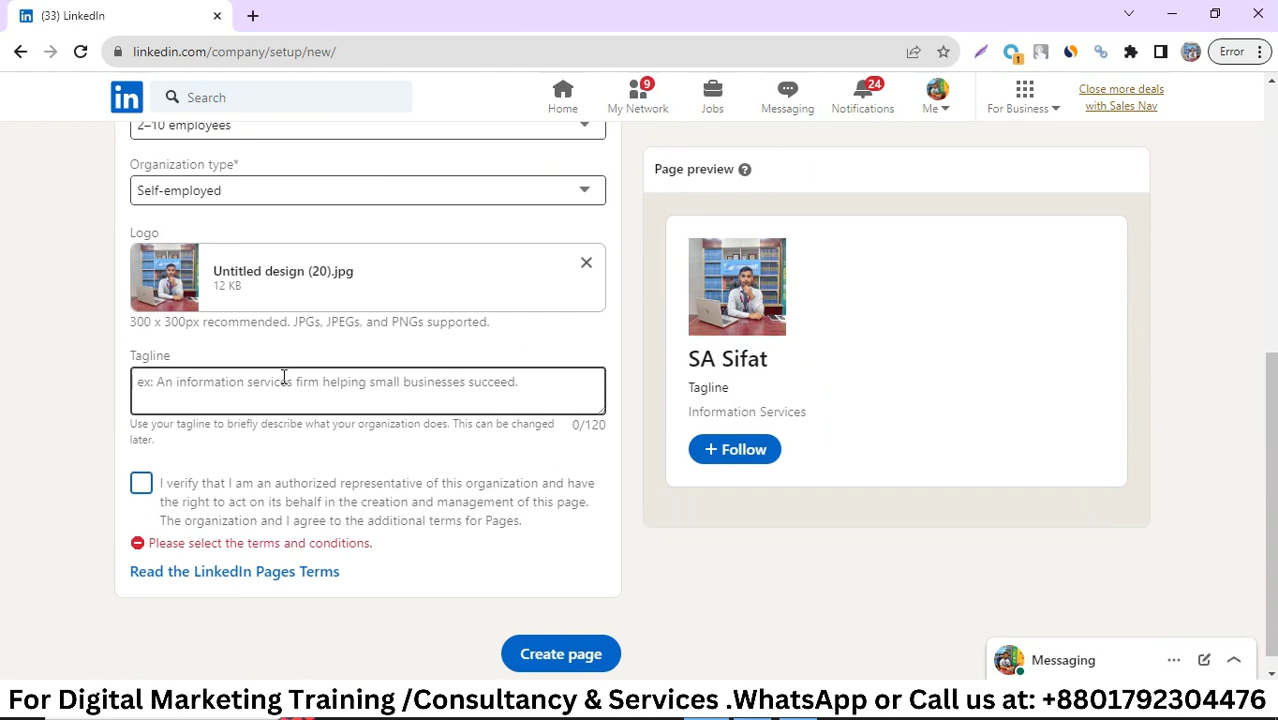 (33) LinkedIn
linkedin.com/company/setup/new/
1
Error
in
Search
Home
9
My Network
Jobs
Messaging
24
Notifications
Me
For Business
Close more deals
with Sales Nav
2–10 employees
Organization type*
Self-employed
Logo
Untitled design (20).jpg
12 KB
300 x 300px recommended. JPGs, JPEGs, and PNGs supported.
Tagline
ex: An information services firm helping small businesses succeed.
Use your tagline to briefly describe what your organization does. This can be changed
later.
0/120
I verify that I am an authorized representative of this organization and have
the right to act on its behalf in the creation and management of this page.
The organization and I agree to the additional terms for Pages.
Please select the terms and conditions.
Read the LinkedIn Pages Terms
Create page
Page preview
SA Sifat
Tagline
Information Services
+ Follow
Messaging
For Digital Marketing Training /Consultancy & Services .WhatsApp or Call us at: +8801792304476